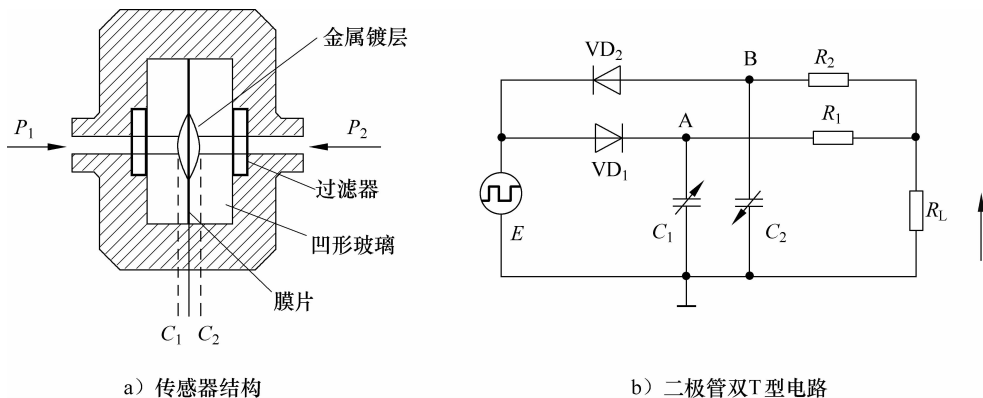 金属镀层
P₁
P₂
过滤器
凹形玻璃
膜片
C₁ C₂
a）传感器结构
VD₂
B
R₂
A
R₁
VD₁
E
C₁
C₂
R_L
b）二极管双T型电路